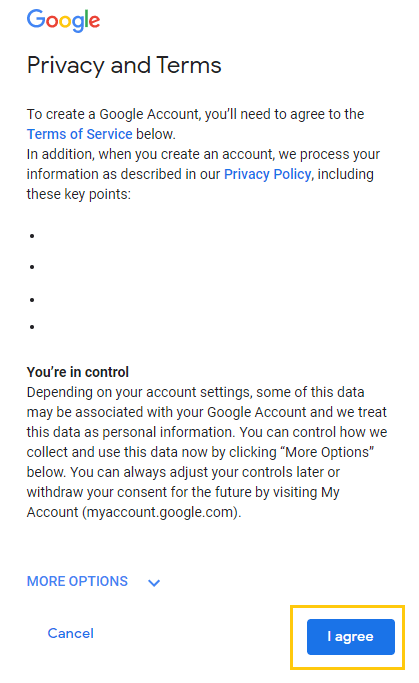 Google
Privacy and Terms
To create a Google Account, you’ll need to agree to the
Terms of Service below.
In addition, when you create an account, we process your
information as described in our Privacy Policy, including
these key points:
•
•
•
•
You’re in control
Depending on your account settings, some of this data
may be associated with your Google Account and we treat
this data as personal information. You can control how we
collect and use this data now by clicking “More Options”
below. You can always adjust your controls later or
withdraw your consent for the future by visiting My
Account (myaccount.google.com).
MORE OPTIONS
Cancel
I agree